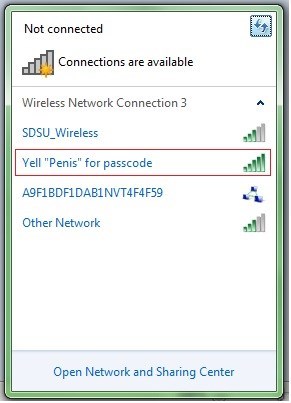 Not connected
Connections are available
Wireless Network Connection 3
SDSU_Wireless
Yell "Penis" for passcode
A9F1BDF1DAB1NVT4F4F59
Other Network
Open Network and Sharing Center